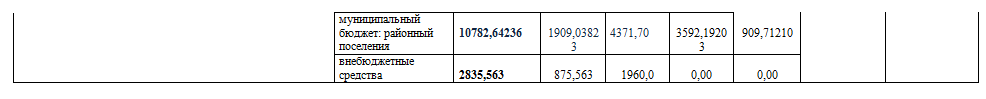 муниципальный
бюджет: районный 10782,64236 1909,0382 4371,70 3592,1920 909,71210
поселения 3 3
внебюджетные
средства 2835,563 875,563 1960,0 0,00 0,00